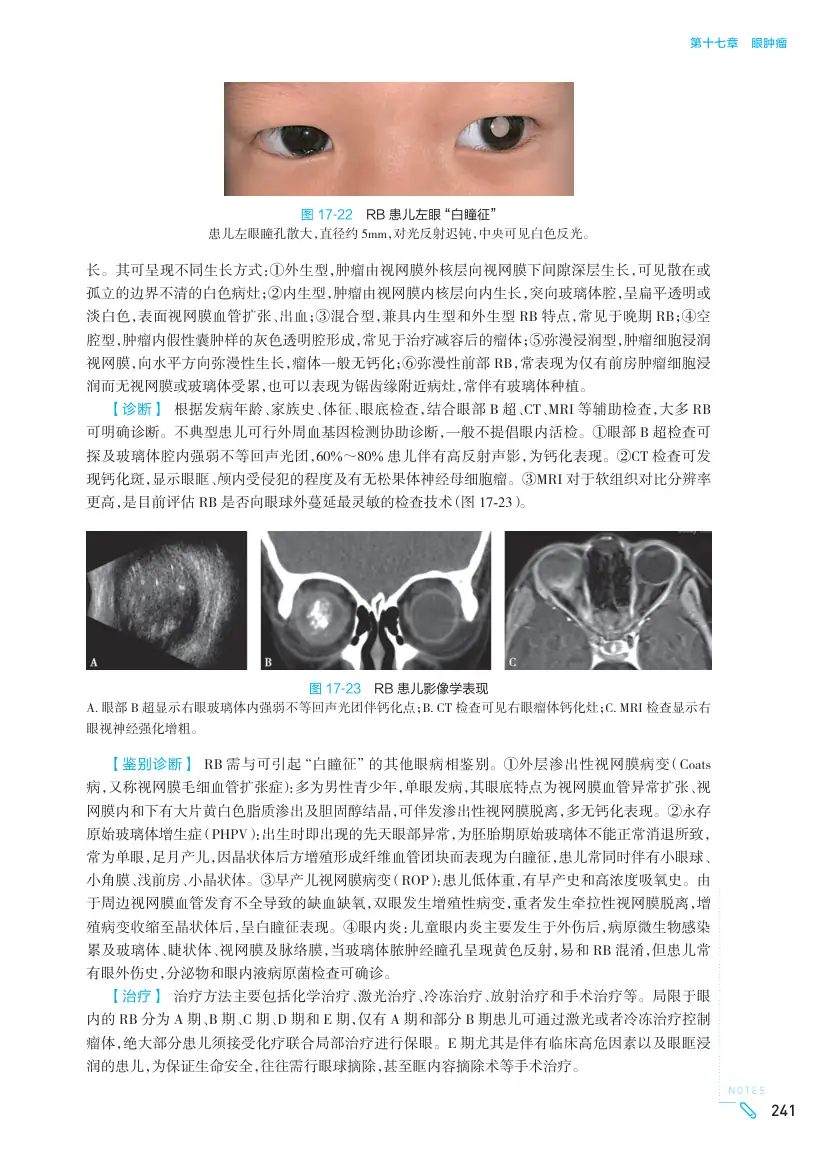 第十七章 眼肿瘤
图 17-22 RB 患儿左眼“白瞳征”
患儿左眼瞳孔散大，直径约 5mm，对光反射迟钝，中央可见白色反光。
长。其可呈现不同生长方式：①外生型，肿瘤由视网膜外核层向视网膜下间隙深层生长，可见散在或
孤立的边界不清的白色病灶；②内生型，肿瘤由视网膜内核层向内生长，突向玻璃体腔，呈扁平透明或
淡白色，表面视网膜血管扩张、出血；③混合型，兼具内生型和外生型 RB 特点，常见于晚期 RB；④空
腔型，肿瘤内假性囊肿样的灰色透明腔形成，常见于治疗减容后的瘤体；⑤弥漫浸润型，肿瘤细胞浸润
视网膜，向水平方向弥漫性生长，瘤体一般无钙化；⑥弥漫性前部 RB，常表现为仅有前房肿瘤细胞浸
润而无视网膜或玻璃体受累，也可以表现为锯齿缘附近病灶，常伴有玻璃体种植。
【诊断】 根据发病年龄、家族史、体征、眼底检查，结合眼部 B 超、CT、MRI 等辅助检查，大多 RB
可明确诊断。不典型患儿可行外周血基因检测协助诊断，一般不提倡眼内活检。①眼部 B 超检查可
探及玻璃体腔内强弱不等回声光团，60%～80% 患儿伴有高反射声影，为钙化表现。②CT 检查可发
现钙化斑，显示眼眶、颅内受侵犯的程度及有无松果体神经母细胞瘤。③MRI 对于软组织对比分辨率
更高，是目前评估 RB 是否向眼球外蔓延最灵敏的检查技术（图 17-23）。
A
B
C
图 17-23 RB 患儿影像学表现
A. 眼部 B 超显示右眼玻璃体内强弱不等回声光团伴钙化点；B. CT 检查可见右眼瘤体钙化灶；C. MRI 检查显示右
眼视神经强化增粗。
【鉴别诊断】 RB 需与可引起“白瞳征”的其他眼病相鉴别。①外层渗出性视网膜病变（Coats
病，又称视网膜毛细血管扩张症）：多为男性青少年，单眼发病，其眼底特点为视网膜血管异常扩张、视
网膜内和下有大片黄白色脂质渗出及胆固醇结晶，可伴发渗出性视网膜脱离，多无钙化表现。②永存
原始玻璃体增生症（PHPV）：出生时即出现的先天眼部异常，为胚胎期原始玻璃体不能正常消退所致，
常为单眼，足月产儿，因晶状体后方增殖形成纤维血管团块而表现为白瞳征，患儿常同时伴有小眼球、
小角膜、浅前房、小晶状体。③早产儿视网膜病变（ROP）：患儿低体重，有早产史和高浓度吸氧史。由
于周边视网膜血管发育不全导致的缺血缺氧，双眼发生增殖性病变，重者发生牵拉性视网膜脱离，增
殖病变收缩至晶状体后，呈白瞳征表现。④眼内炎：儿童眼内炎主要发生于外伤后，病原微生物感染
累及玻璃体、睫状体、视网膜及脉络膜，当玻璃体脓肿经瞳孔呈现黄色反射，易和 RB 混淆，但患儿常
有眼外伤史，分泌物和眼内液病原菌检查可确诊。
【治疗】 治疗方法主要包括化学治疗、激光治疗、冷冻治疗、放射治疗和手术治疗等。局限于眼
内的 RB 分为 A 期、B 期、C 期、D 期和 E 期，仅有 A 期和部分 B 期患儿可通过激光或者冷冻治疗控制
瘤体，绝大部分患儿须接受化疗联合局部治疗进行保眼。E 期尤其是伴有临床高危因素以及眼眶浸
润的患儿，为保证生命安全，往往需行眼球摘除，甚至眶内容摘除术等手术治疗。
NOTES
241